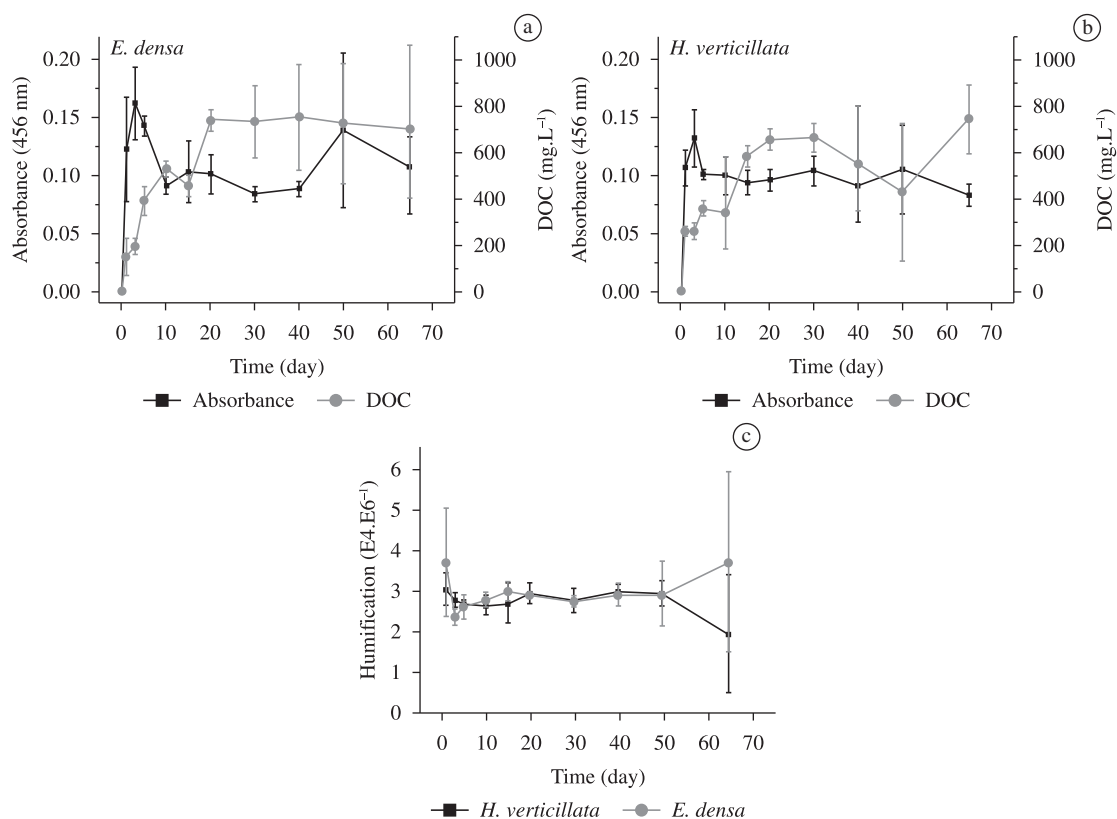 a
E. densa
Absorbance (456 nm)
0.20
0.15
0.10
0.05
0.00
1000
800
600
400
200
0
DOC (mg.L⁻¹)
0 10 20 30 40 50 60 70
Time (day)
Absorbance DOC
b
H. verticillata
Absorbance (456 nm)
0.20
0.15
0.10
0.05
0.00
1000
800
600
400
200
0
DOC (mg.L⁻¹)
0 10 20 30 40 50 60 70
Time (day)
Absorbance DOC
c
Humification (E4.E6⁻¹)
6
5
4
3
2
1
0
0 10 20 30 40 50 60 70
Time (day)
H. verticillata E. densa